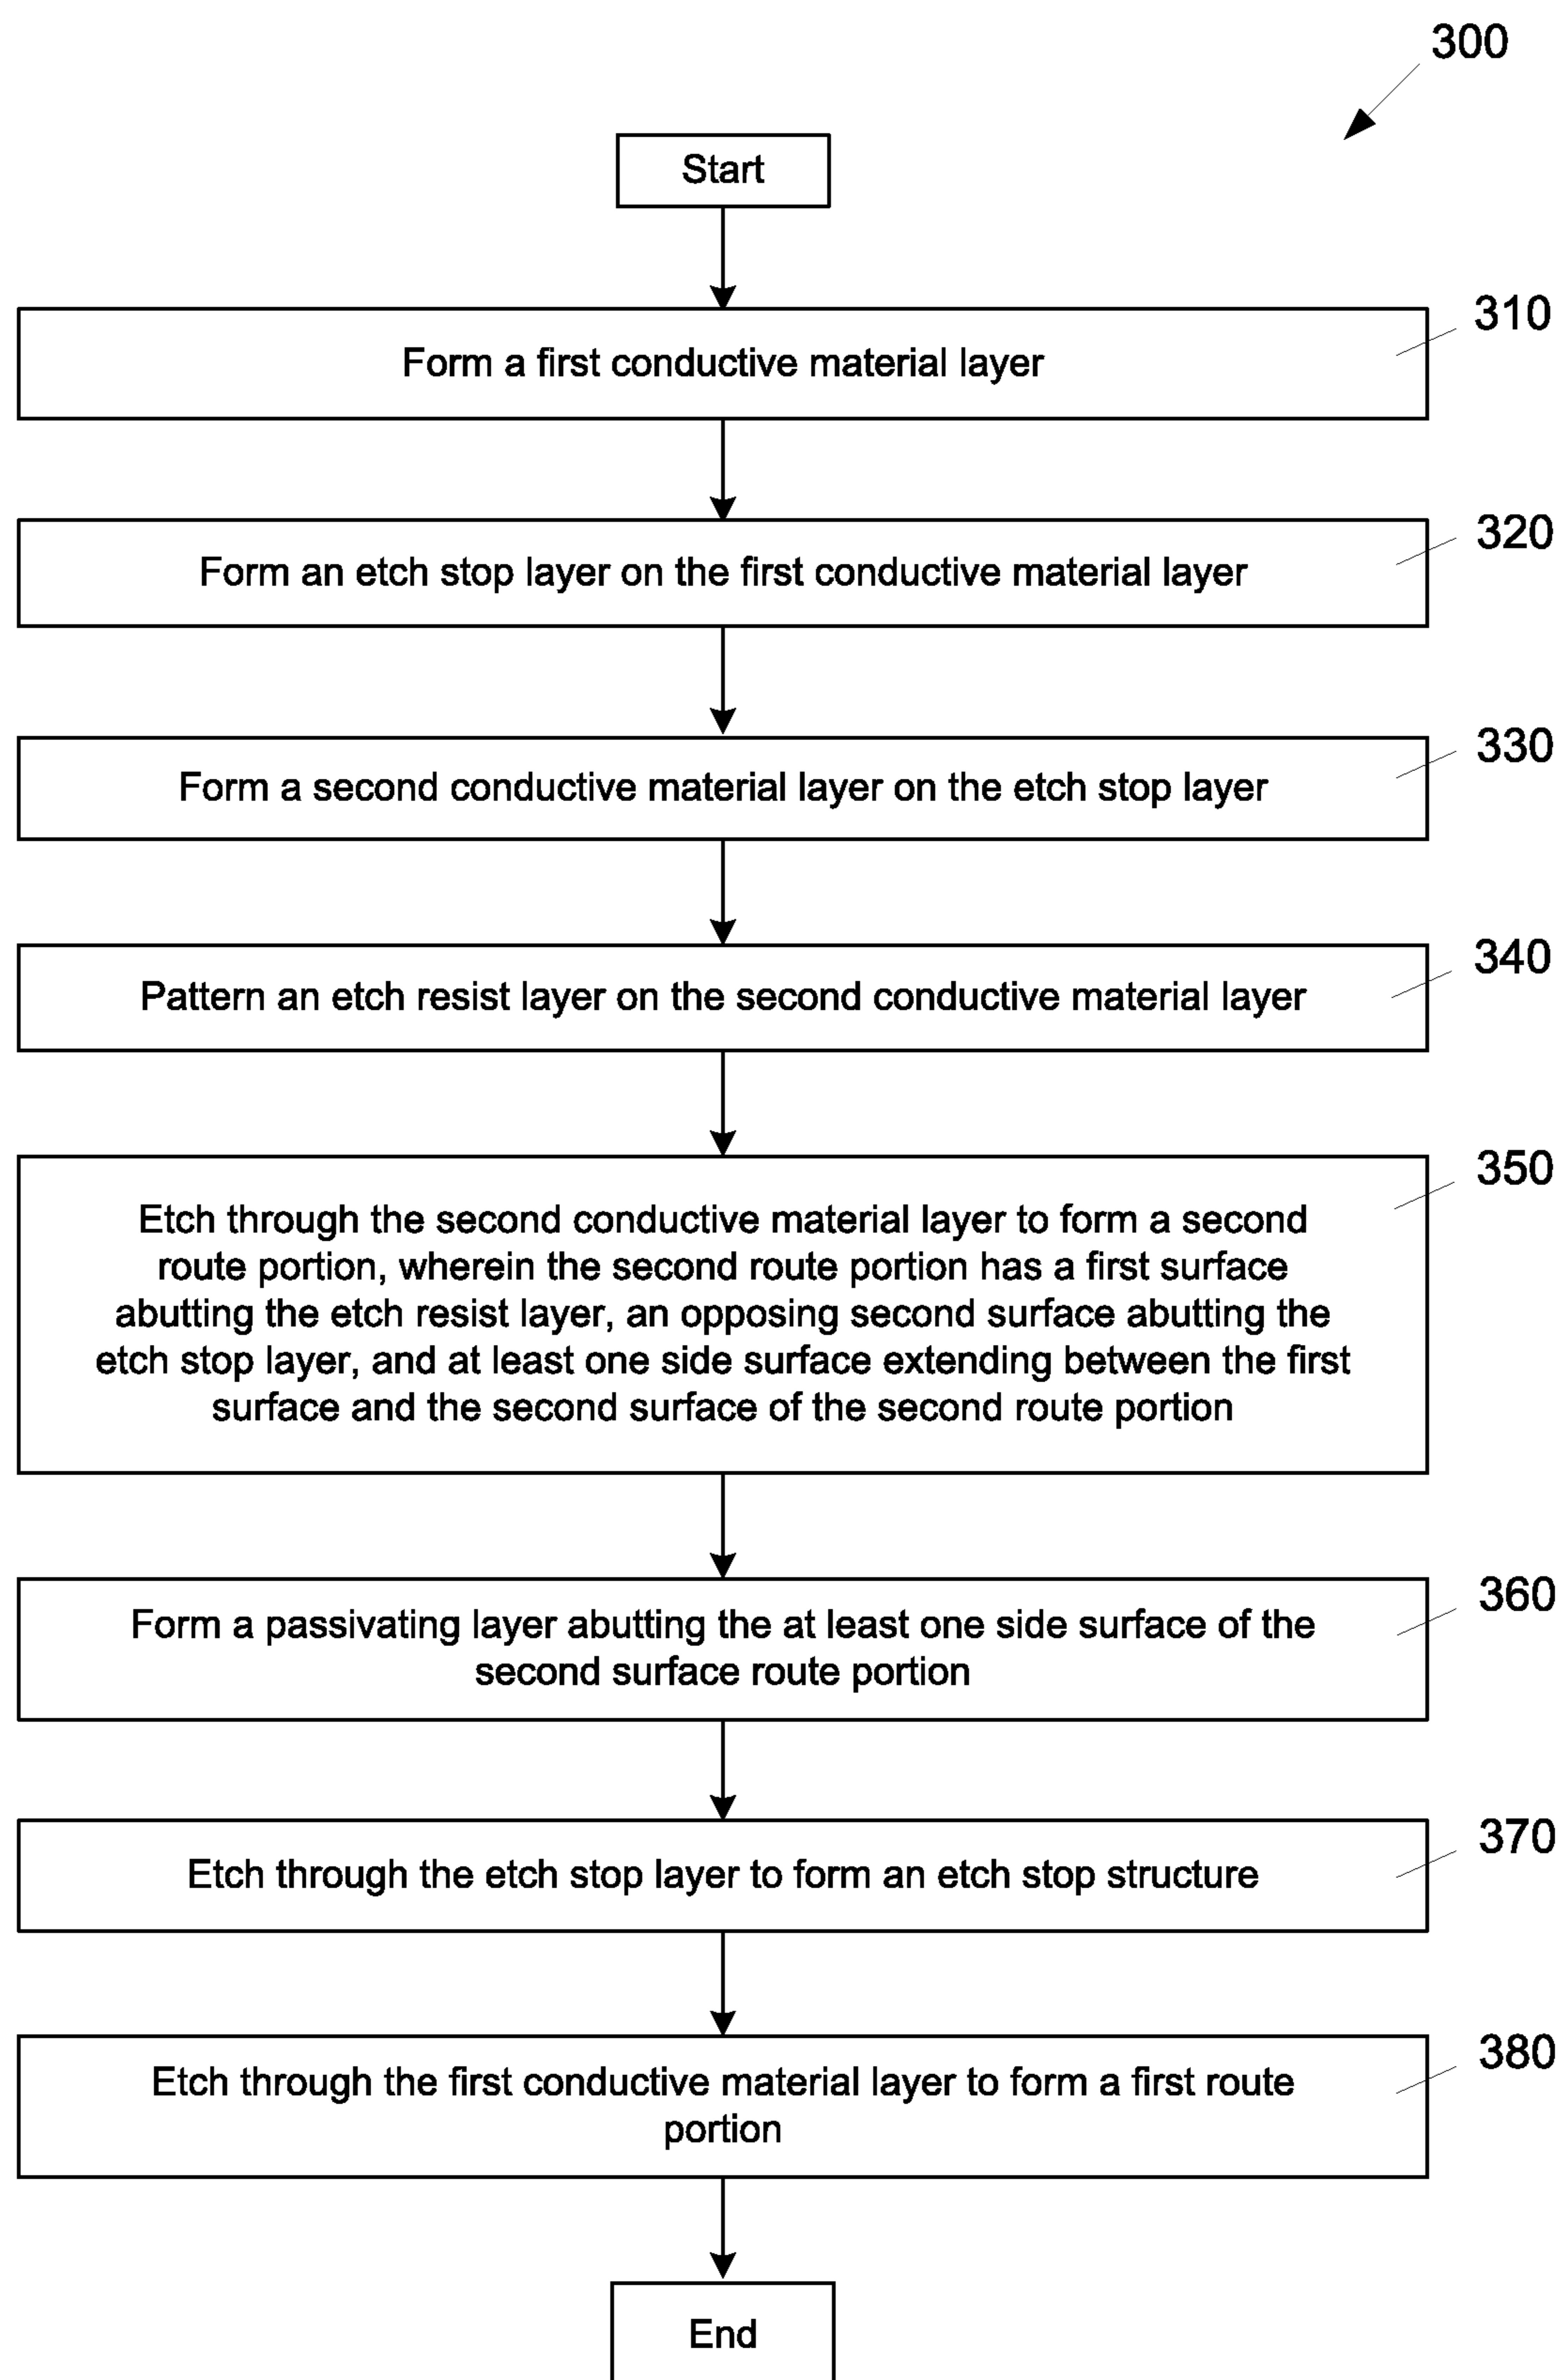 300
Start
310
Form a first conductive material layer
320
Form an etch stop layer on the first conductive material layer
330
Form a second conductive material layer on the etch stop layer
340
Pattern an etch resist layer on the second conductive material layer
350
Etch through the second conductive material layer to form a second
route portion, wherein the second route portion has a first surface
abutting the etch resist layer, an opposing second surface abutting the
etch stop layer, and at least one side surface extending between the first
surface and the second surface of the second route portion
360
Form a passivating layer abutting the at least one side surface of the
second surface route portion
370
Etch through the etch stop layer to form an etch stop structure
380
Etch through the first conductive material layer to form a first route
portion
End